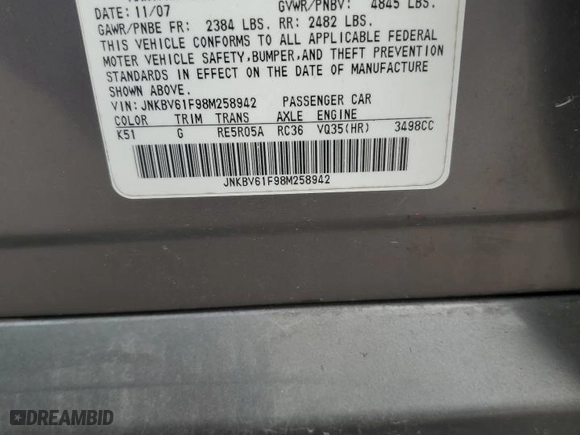 DATE: 11/07 GVWR/PNBV: 4845 LBS.
GAWR/PNBE FR: 2384 LBS. RR: 2482 LBS.
THIS VEHICLE CONFORMS TO ALL APPLICABLE FEDERAL
MOTOR VEHICLE SAFETY,BUMPER,AND THEFT PREVENTION
STANDARDS IN EFFECT ON THE DATE OF MANUFACTURE
SHOWN ABOVE.
VIN: JNKBV61F98M258942 PASSENGER CAR
COLOR TRIM TRANS AXLE ENGINE
K51 G RE5R05A RC36 VQ35(HR) 3498CC
JNKBV61F98M258942
DREAMBID